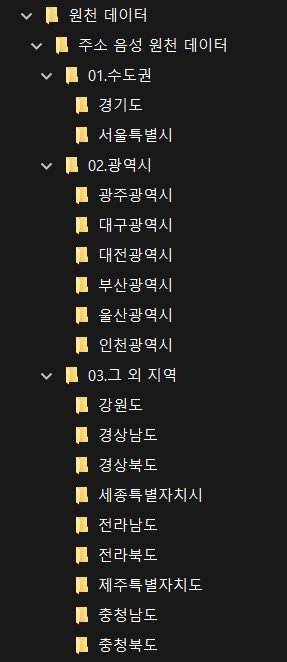 원천 데이터
주소 음성 원천 데이터
01.수도권
경기도
서울특별시
02.광역시
광주광역시
대구광역시
대전광역시
부산광역시
울산광역시
인천광역시
03.그 외 지역
강원도
경상남도
경상북도
세종특별자치시
전라남도
전라북도
제주특별자치도
충청남도
충청북도